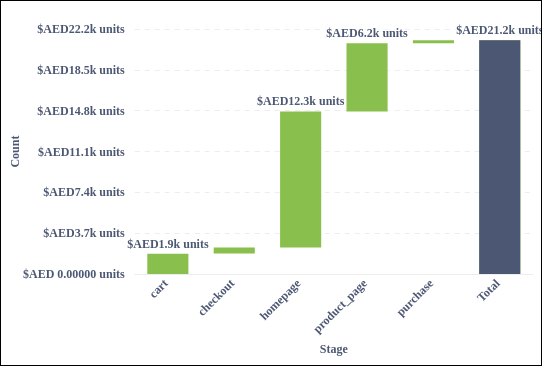 $AED22.2k units
$AED18.5k units
$AED14.8k units
$AED11.1k units
$AED7.4k units
$AED3.7k units
$AED 0.00000 units
Count
$AED1.9k units
$AED12.3k units
$AED6.2k units
$AED21.2k units
cart
checkout
homepage
product_page
purchase
Total
Stage